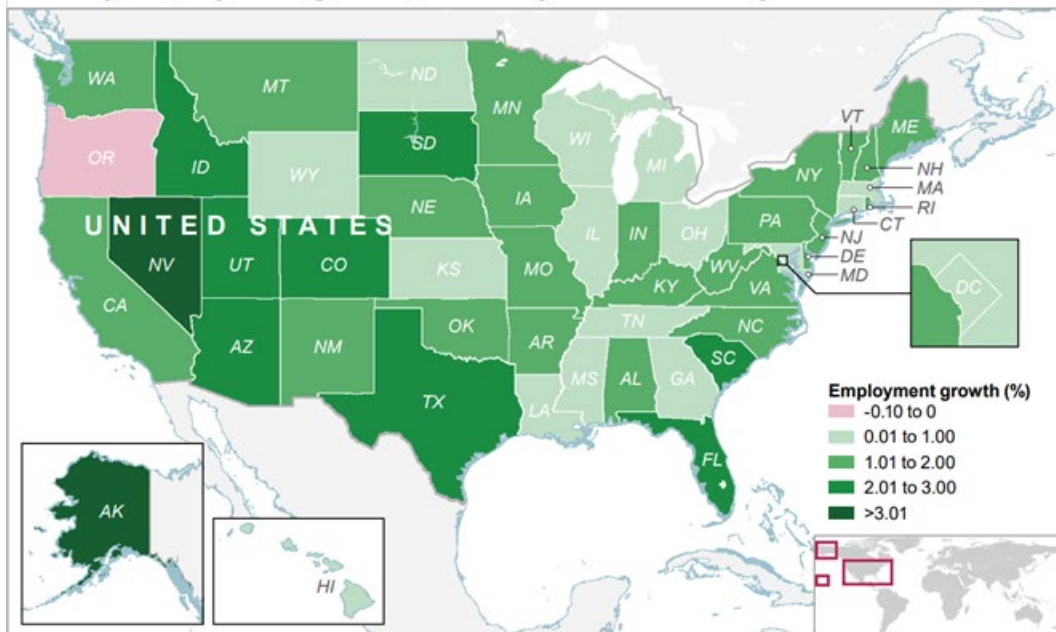 WA
MT
ND
MN
VT
ME
OR
ID
SD
WI
MI
NY
NH
MA
RI
CT
WY
IA
NE
PA
NJ
DE
MD
UNITED STATES
NV
UT
CO
KS
MO
IL
IN
OH
WV
VA
KY
CA
AZ
NM
OK
AR
TN
NC
SC
TX
LA
MS
AL
GA
FL
DC
AK
HI
Employment growth (%)
-0.10 to 0
0.01 to 1.00
1.01 to 2.00
2.01 to 3.00
>3.01